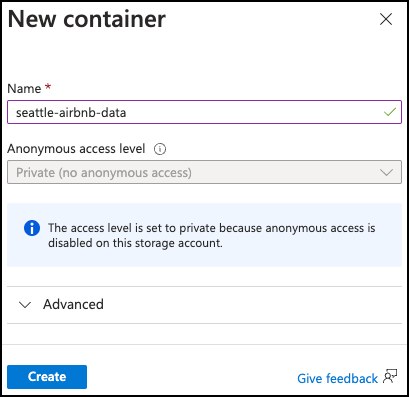 New container
Name *
seattle-airbnb-data
Anonymous access level
Private (no anonymous access)
The access level is set to private because anonymous access is
disabled on this storage account.
Advanced
Create
Give feedback